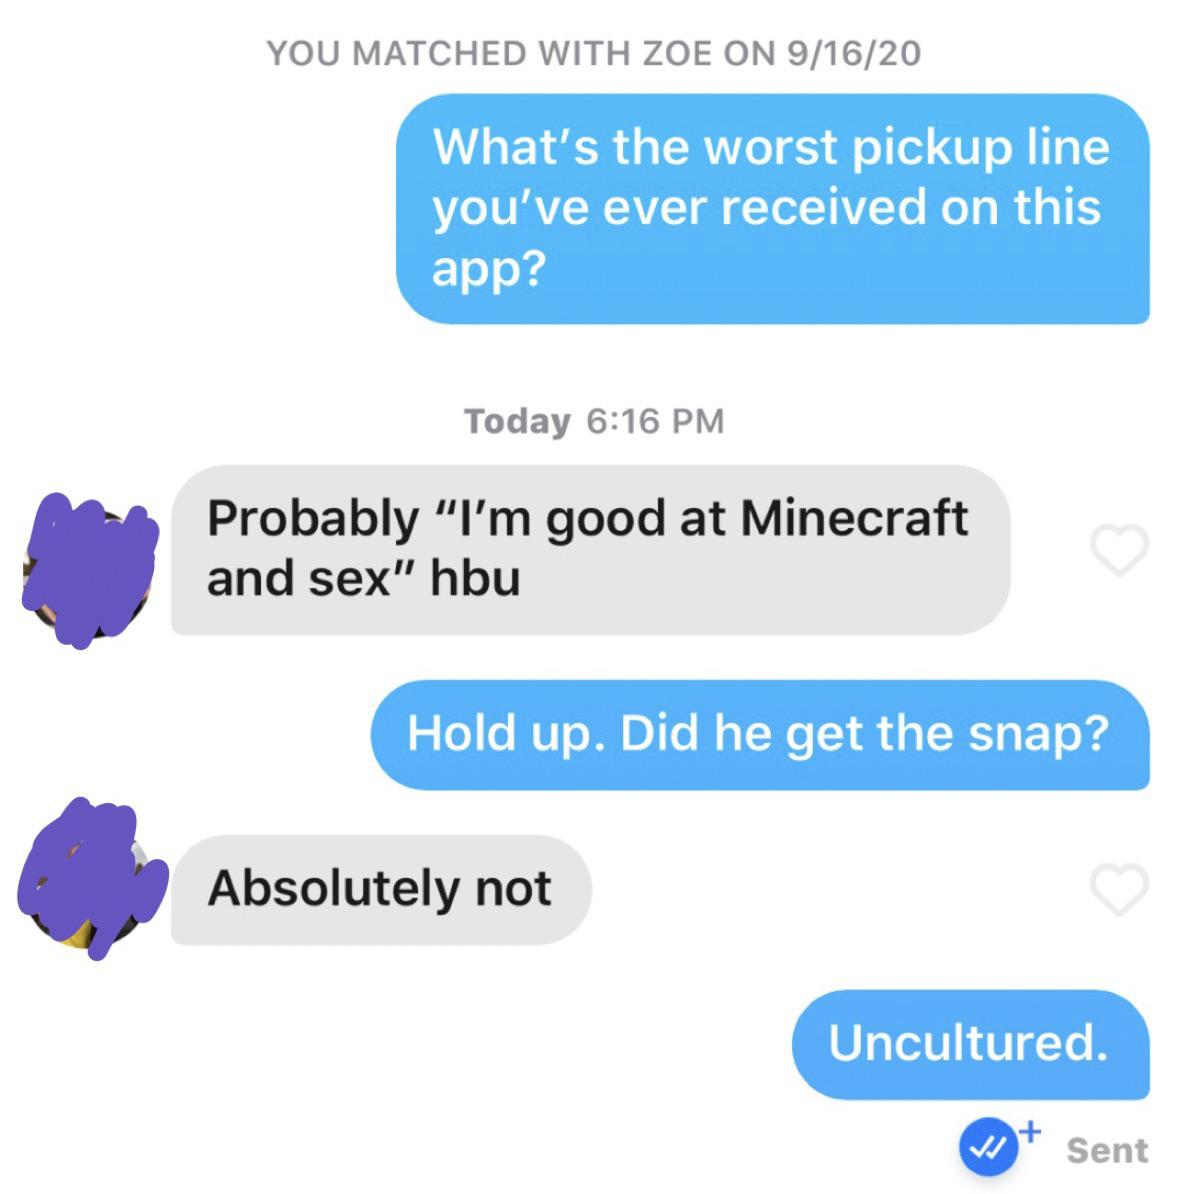 YOU MATCHED WITH ZOE ON 9/16/20
What’s the worst pickup line
you’ve ever received on this
app?
Today 6:16 PM
Probably “I’m good at Minecraft
and sex” hbu
Hold up. Did he get the snap?
Absolutely not
Uncultured.
Sent